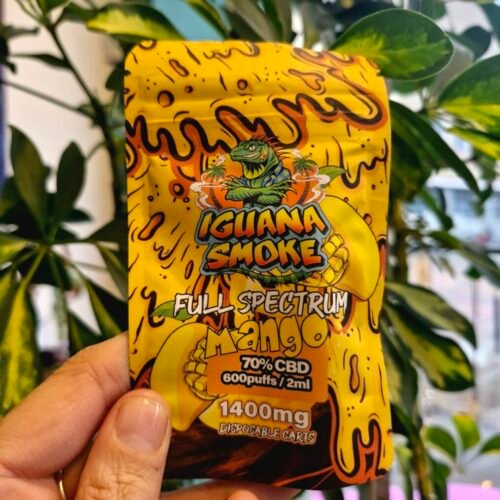 IGUANA
SMOKE
FULL SPECTRUM
Mango
70% CBD
600puffs / 2ml
1400mg
DISPOSABLE CARTS